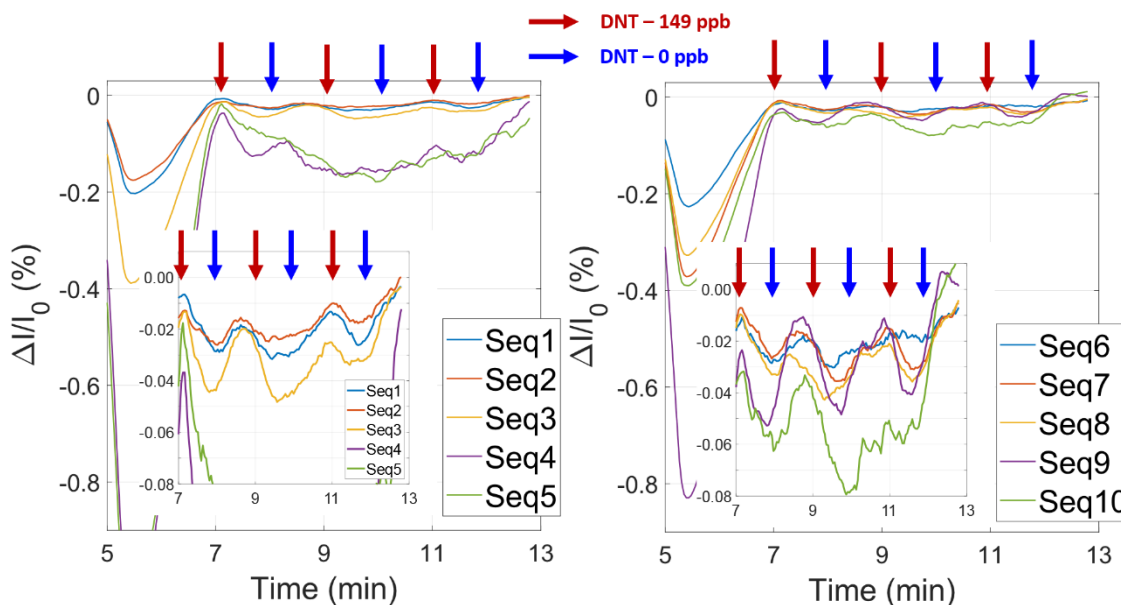 DNT – 149 ppb
DNT – 0 ppb
0
-0.2
-0.4
-0.6
-0.8
ΔI/I₀ (%)
5
7
9
11
13
Time (min)
Seq1
Seq2
Seq3
Seq4
Seq5
0.00
-0.02
-0.04
-0.06
-0.08
7
9
11
13
Seq1
Seq2
Seq3
Seq4
Seq5
0
-0.2
-0.4
-0.6
-0.8
ΔI/I₀ (%)
5
7
9
11
13
Time (min)
Seq6
Seq7
Seq8
Seq9
Seq10
0.00
-0.02
-0.04
-0.06
-0.08
7
9
11
13